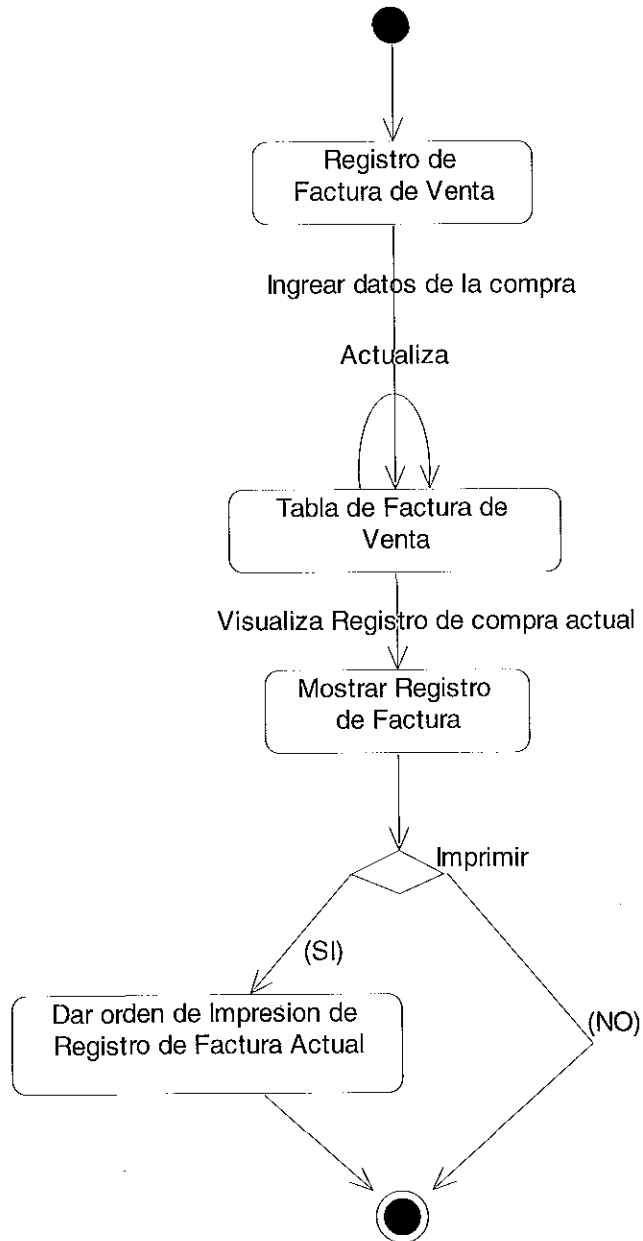 Registro de
Factura de Venta
Ingrear datos de la compra
Actualiza
Tabla de Factura de
Venta
Visualiza Registro de compra actual
Mostrar Registro
de Factura
Imprimir
(SI)
(NO)
Dar orden de Impresion de
Registro de Factura Actual